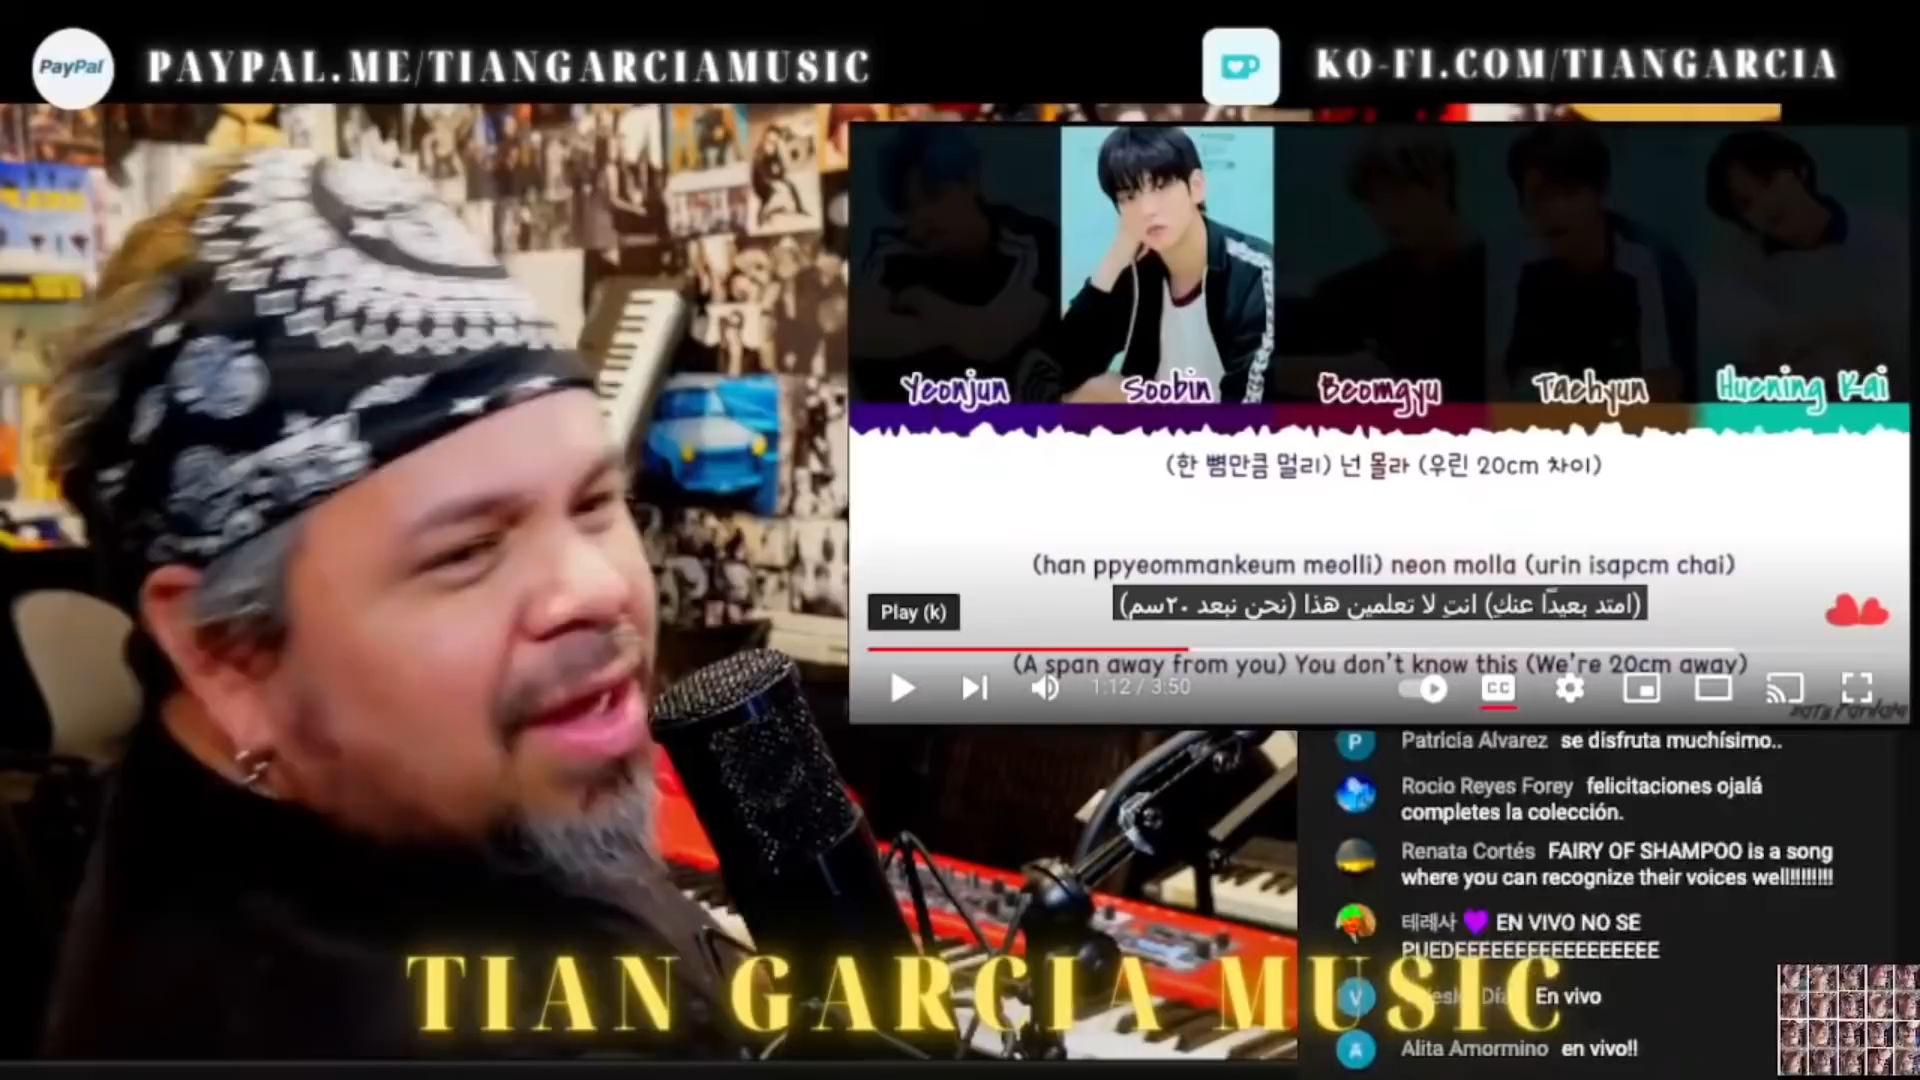 PayPal
PAYPAL.ME/TIANGARCIAMUSIC
KO-FI.COM/TIANGARCIA
Yeonjun
Soobin
Beomgyu
Taehyun
Huening Kai
(한 뼘만큼 멀리) 넌 몰라 (우린 20cm 차이)
(han ppyeommankeum meolli) neon molla (urin isapcm chai)
Play (k)
(امتد بعيدًا عنكِ) انتِ لا تعلمين هذا (نحن نبعد ٢٠سم)
(A span away from you) You don't know this (We're 20cm away)
1:12 / 3:50
CC
P
Patricia Alvarez se disfruta muchísimo..
Rocio Reyes Forey felicitaciones ojalá
completes la colección.
Renata Cortés FAIRY OF SHAMPOO is a song
where you can recognize their voices well!!!!!!!!!
테레사 💜 EN VIVO NO SE
PUEDEEEEEEEEEEEEEEEEEE
V
En vivo
TIAN GARCIA MUSIC
A
Alita Amormino en vivo!!